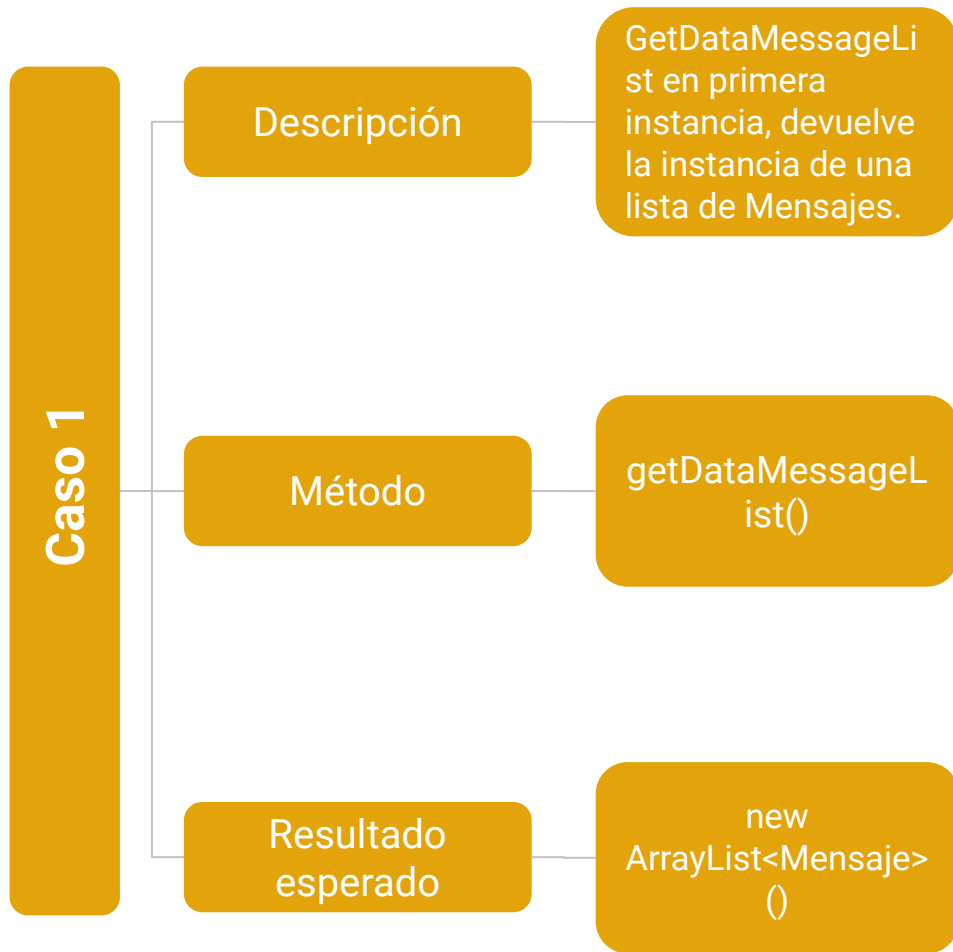 Caso 1
Descripción
GetDataMessageLi
st en primera
instancia, devuelve
la instancia de una
lista de Mensajes.
Método
getDataMessageL
ist()
Resultado
esperado
new
ArrayList<Mensaje>
()